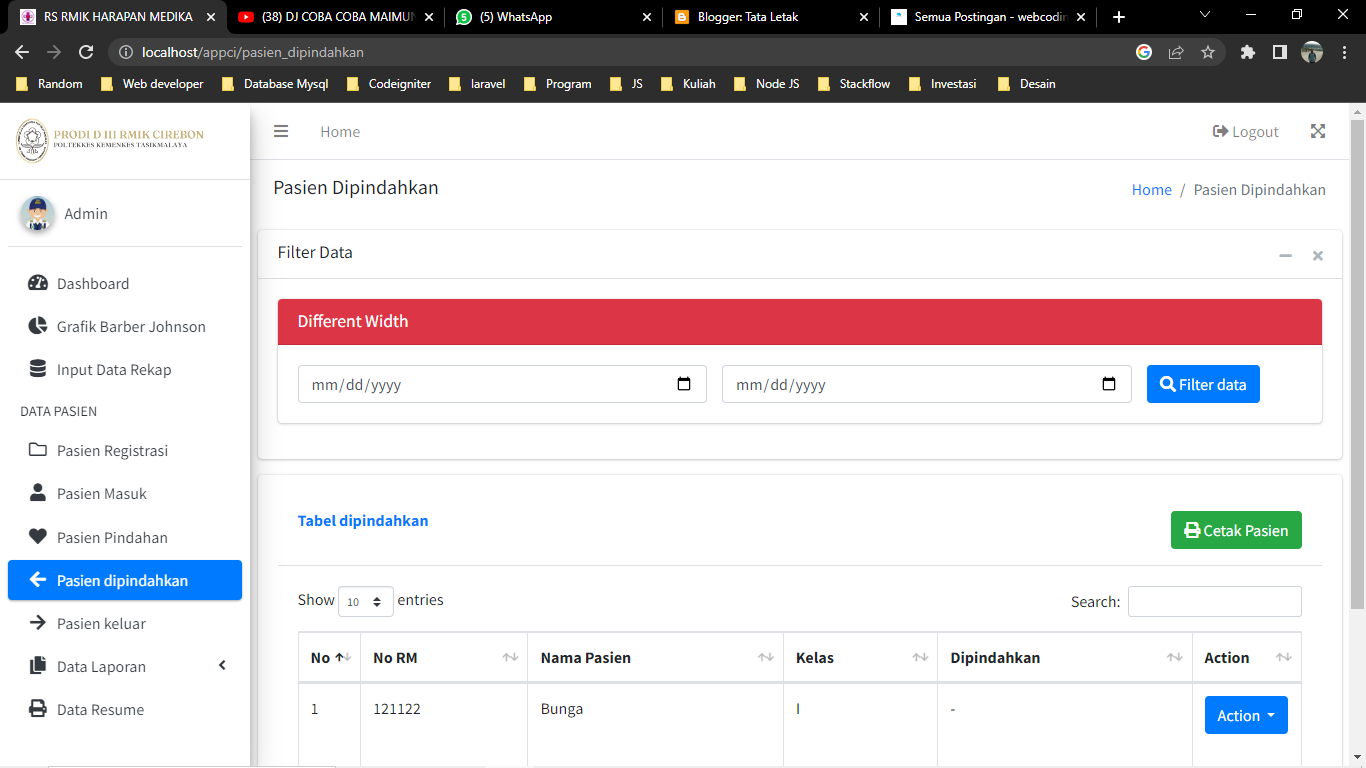 RS RMIK HARAPAN MEDIKA
(38) DJ COBA COBA MAIMUN
(5) WhatsApp
Blogger: Tata Letak
Semua Postingan - webcodin
localhost/appci/pasien_dipindahkan
Random
Web developer
Database Mysql
Codeigniter
laravel
Program
JS
Kuliah
Node JS
Stackflow
Investasi
Desain
PRODI D III RMIK CIREBON
POLTEKKES KEMENKES TASIKMALAYA
Home
Logout
Admin
Dashboard
Grafik Barber Johnson
Input Data Rekap
DATA PASIEN
Pasien Registrasi
Pasien Masuk
Pasien Pindahan
Pasien dipindahkan
Pasien keluar
Data Laporan
Data Resume
Pasien Dipindahkan
Home / Pasien Dipindahkan
Filter Data
Different Width
mm/dd/yyyy
mm/dd/yyyy
Filter data
Tabel dipindahkan
Cetak Pasien
Show 10 entries
Search:
No No RM Nama Pasien Kelas Dipindahkan Action
1 121122 Bunga I - Action